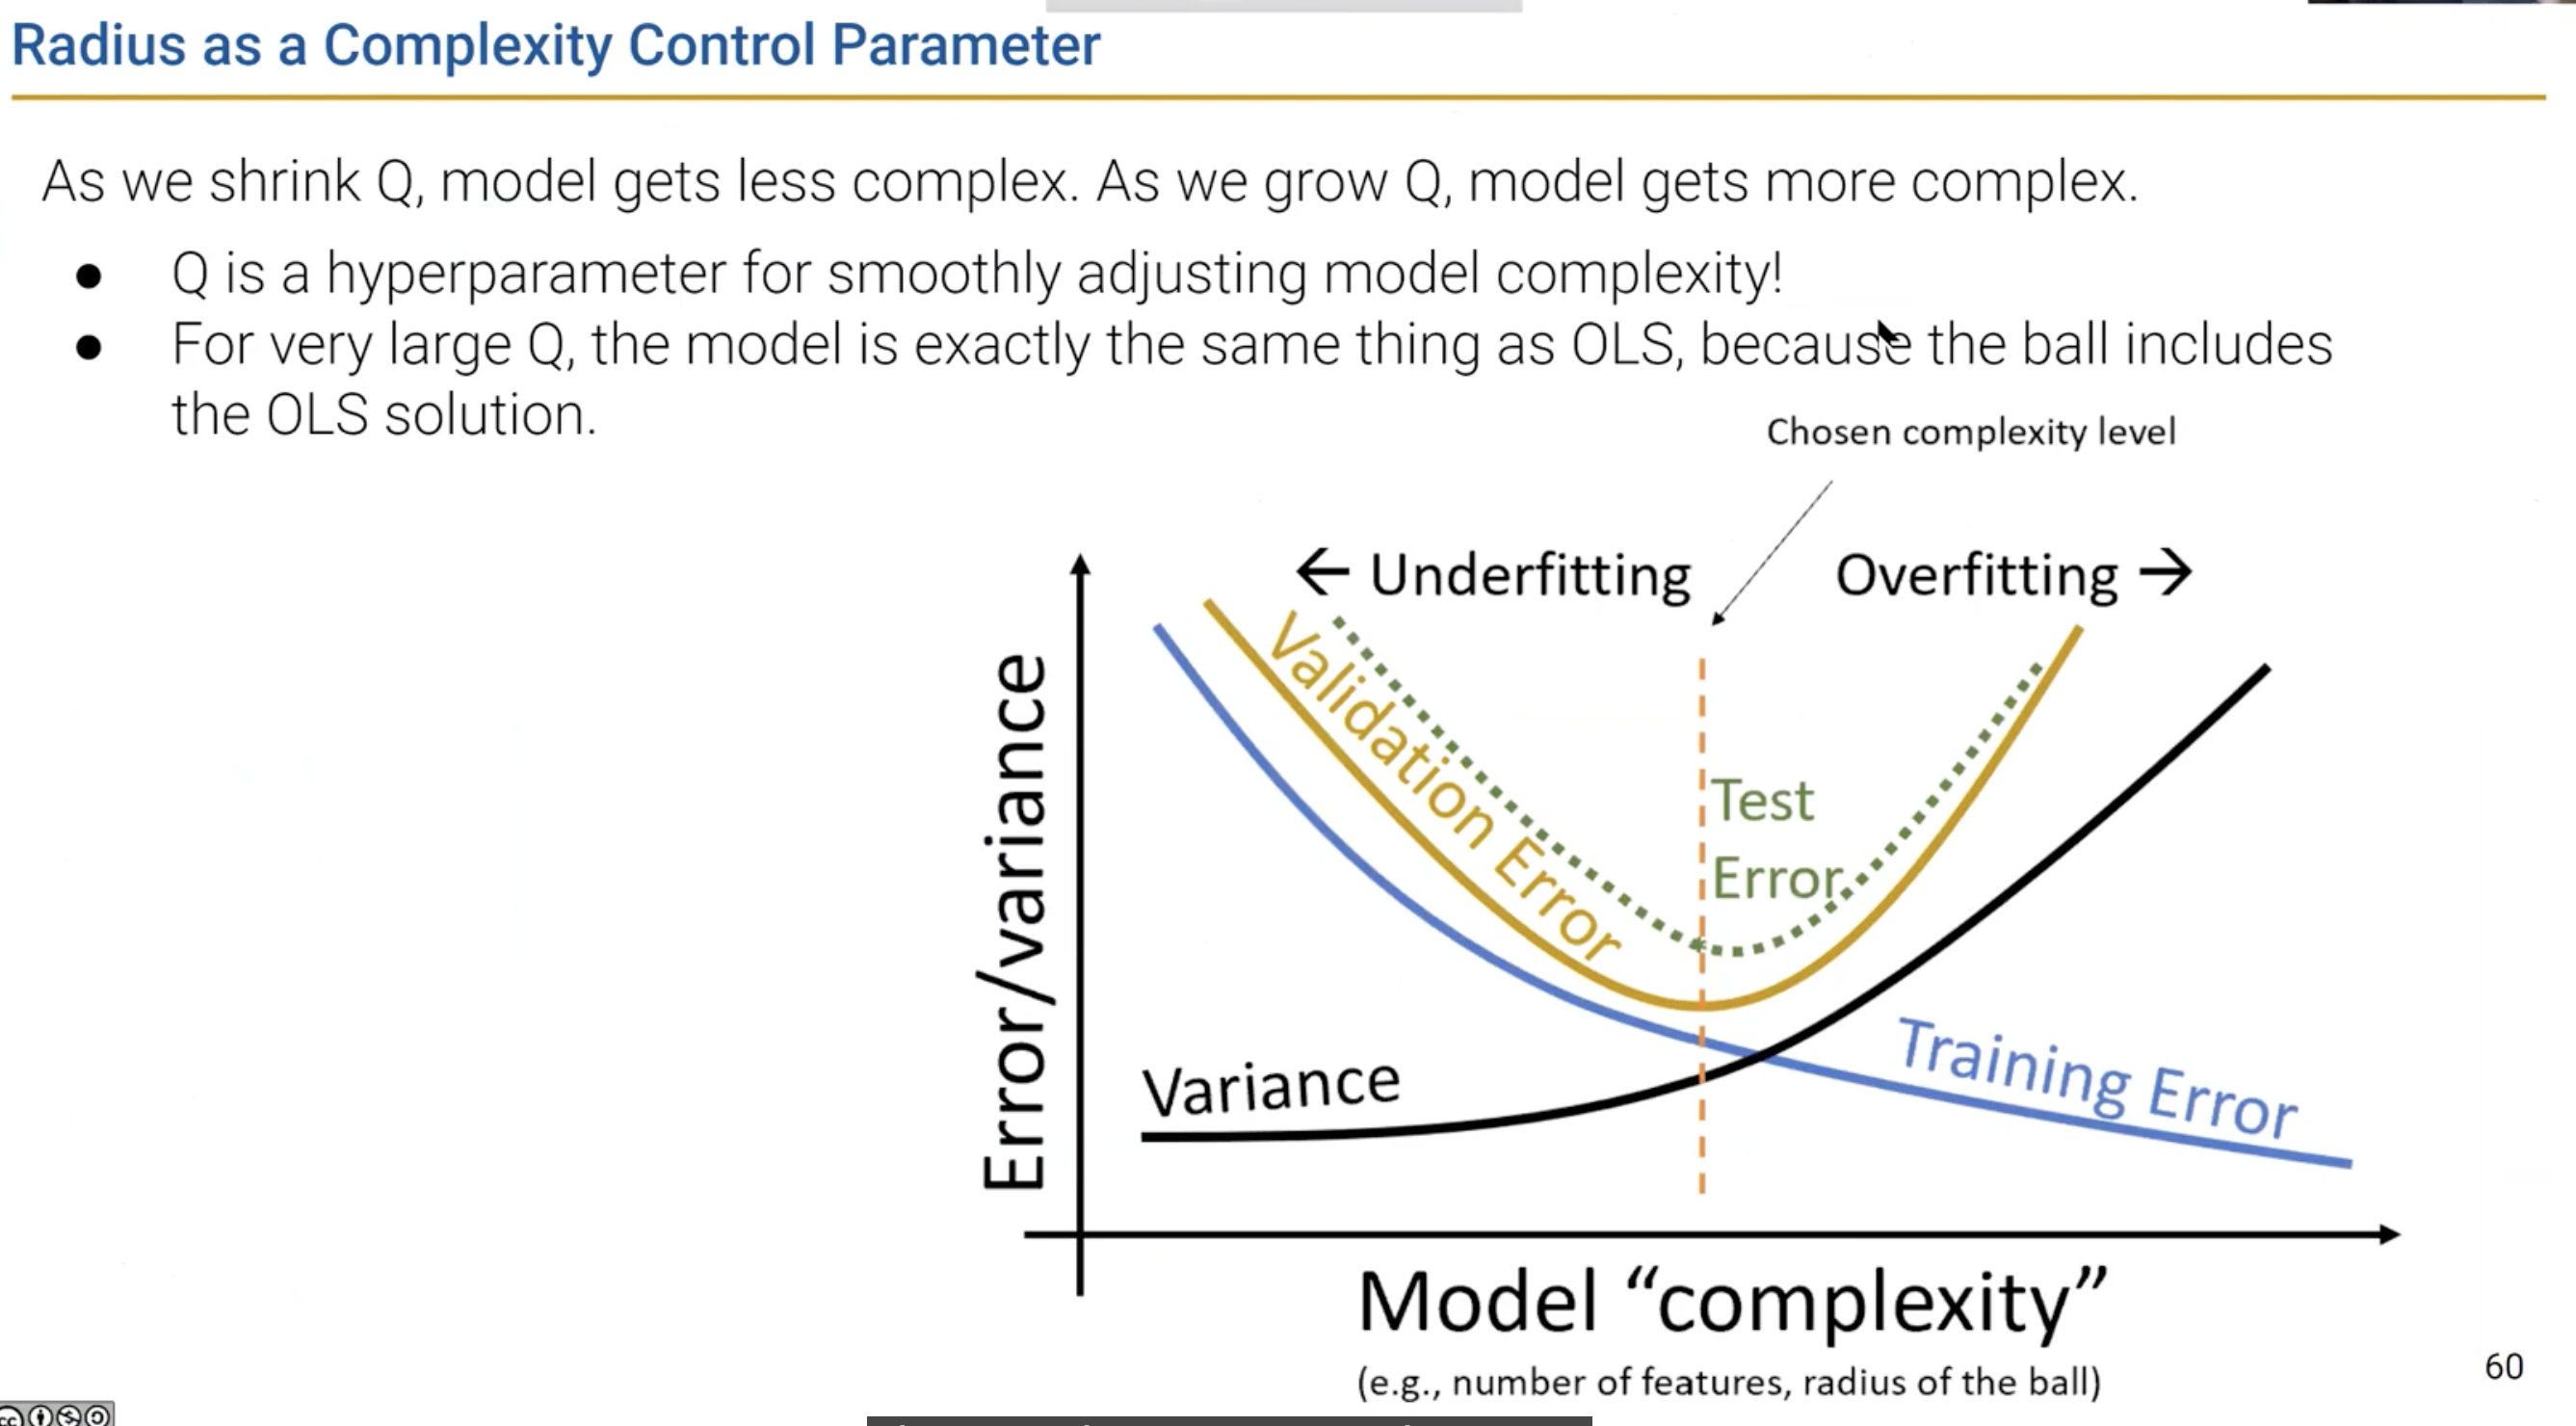 Radius as a Complexity Control Parameter
As we shrink Q, model gets less complex. As we grow Q, model gets more complex.
● Q is a hyperparameter for smoothly adjusting model complexity!
● For very large Q, the model is exactly the same thing as OLS, because the ball includes
the OLS solution.
Chosen complexity level
← Underfitting
Overfitting →
Error/variance
Validation Error
Test
Error
Variance
Training Error
Model “complexity”
(e.g., number of features, radius of the ball)
60
cc